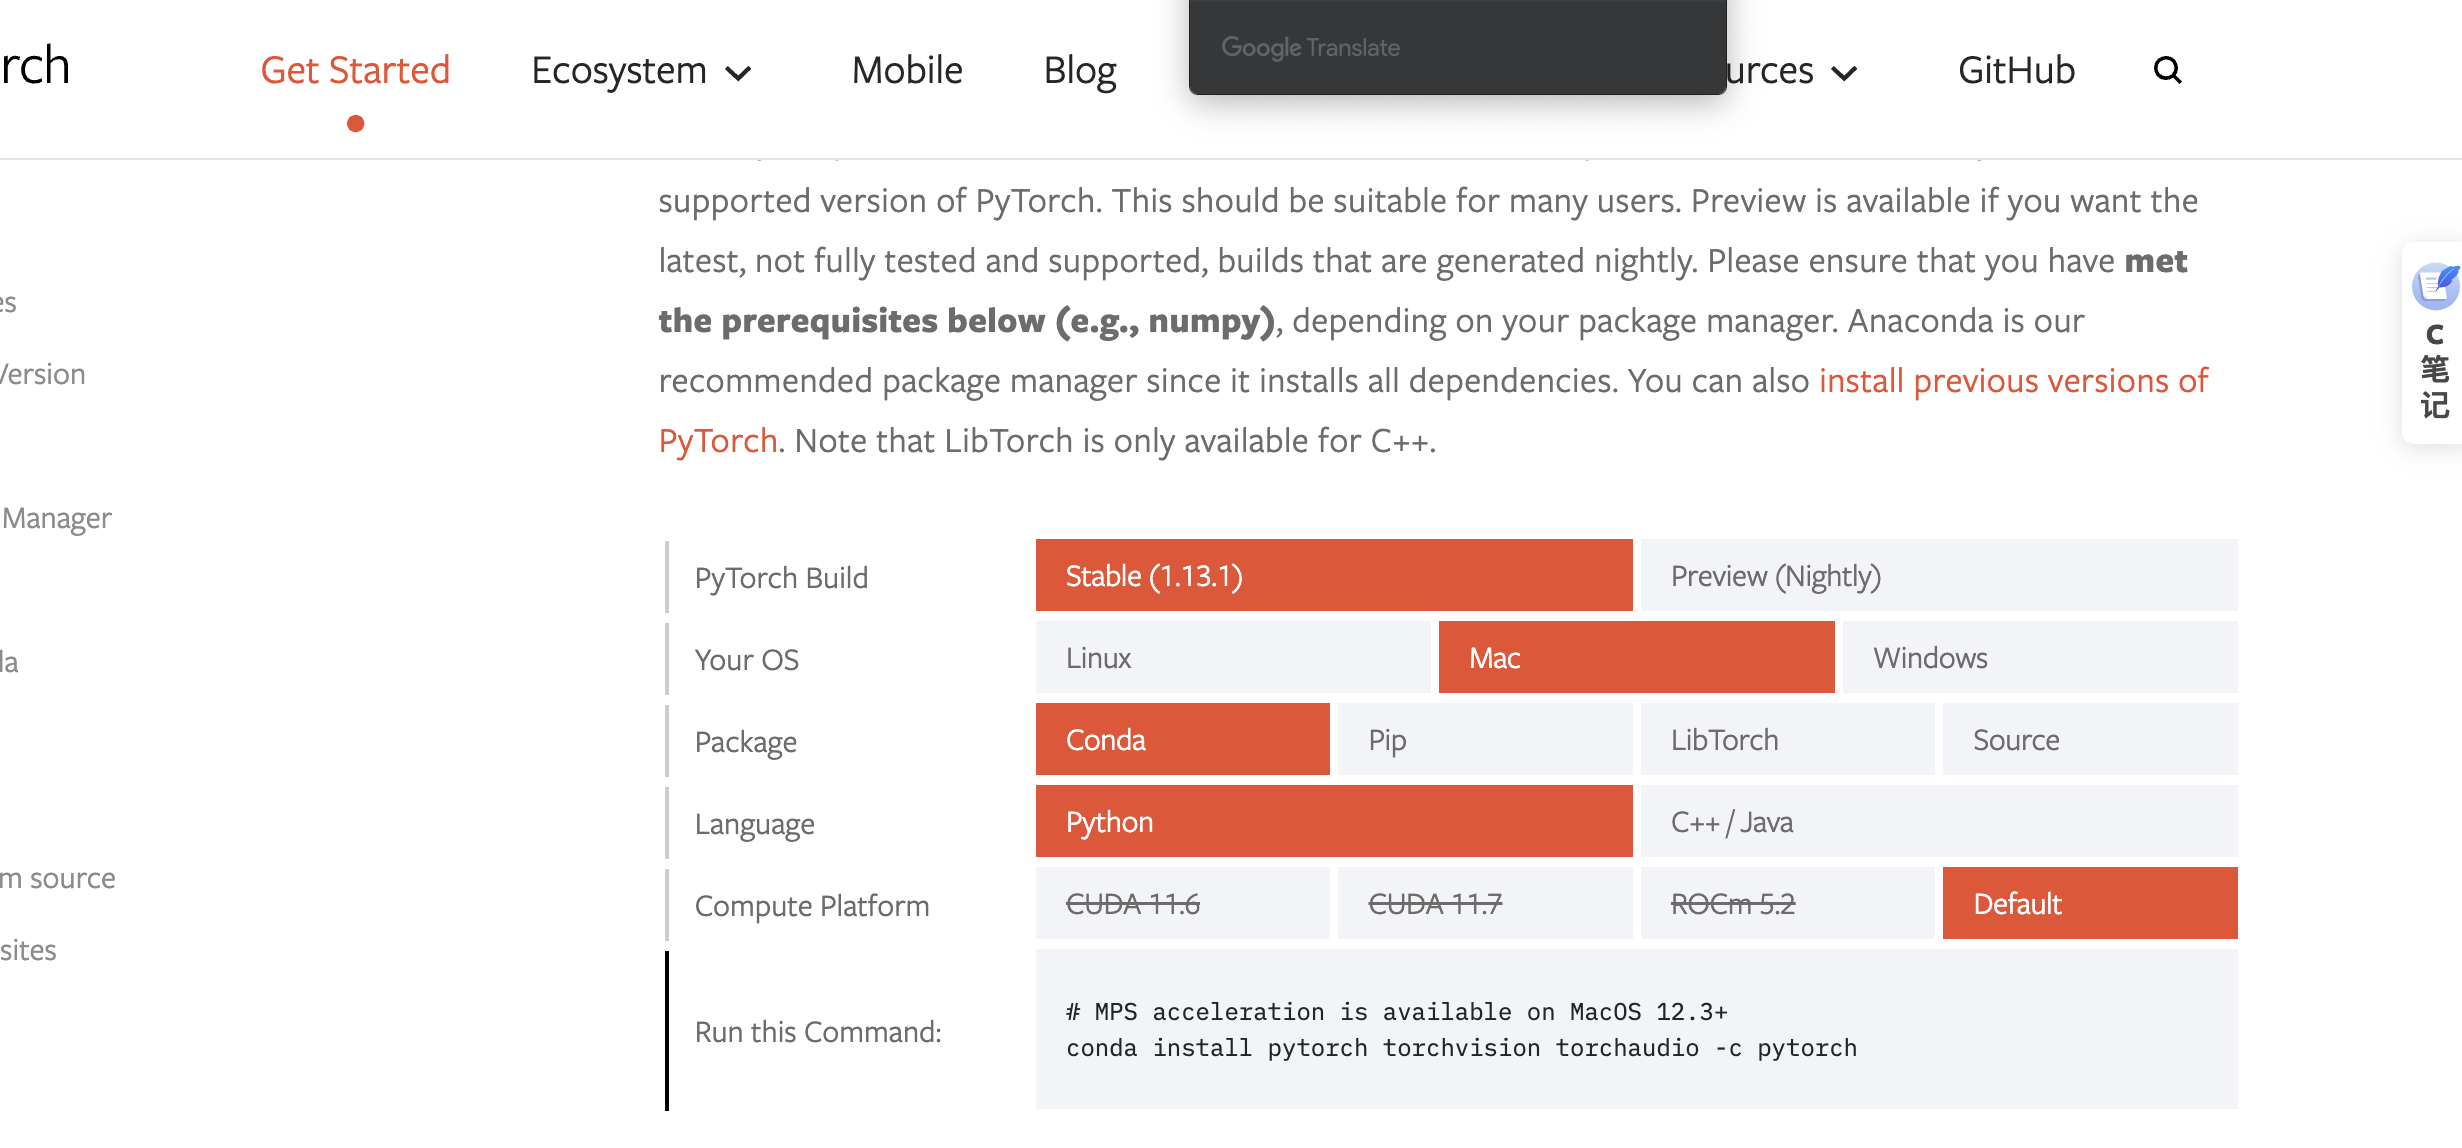 rch
Get Started
Ecosystem
Mobile
Blog
Google Translate
urces
GitHub
supported version of PyTorch. This should be suitable for many users. Preview is available if you want the
latest, not fully tested and supported, builds that are generated nightly. Please ensure that you have met
the prerequisites below (e.g., numpy), depending on your package manager. Anaconda is our
recommended package manager since it installs all dependencies. You can also install previous versions of
PyTorch. Note that LibTorch is only available for C++.
es
Version
Manager
la
m source
sites
C
笔
记
PyTorch Build
Stable (1.13.1)
Preview (Nightly)
Your OS
Linux
Mac
Windows
Package
Conda
Pip
LibTorch
Source
Language
Python
C++ / Java
Compute Platform
CUDA 11.6
CUDA 11.7
ROCm 5.2
Default
Run this Command:
# MPS acceleration is available on MacOS 12.3+
conda install pytorch torchvision torchaudio -c pytorch